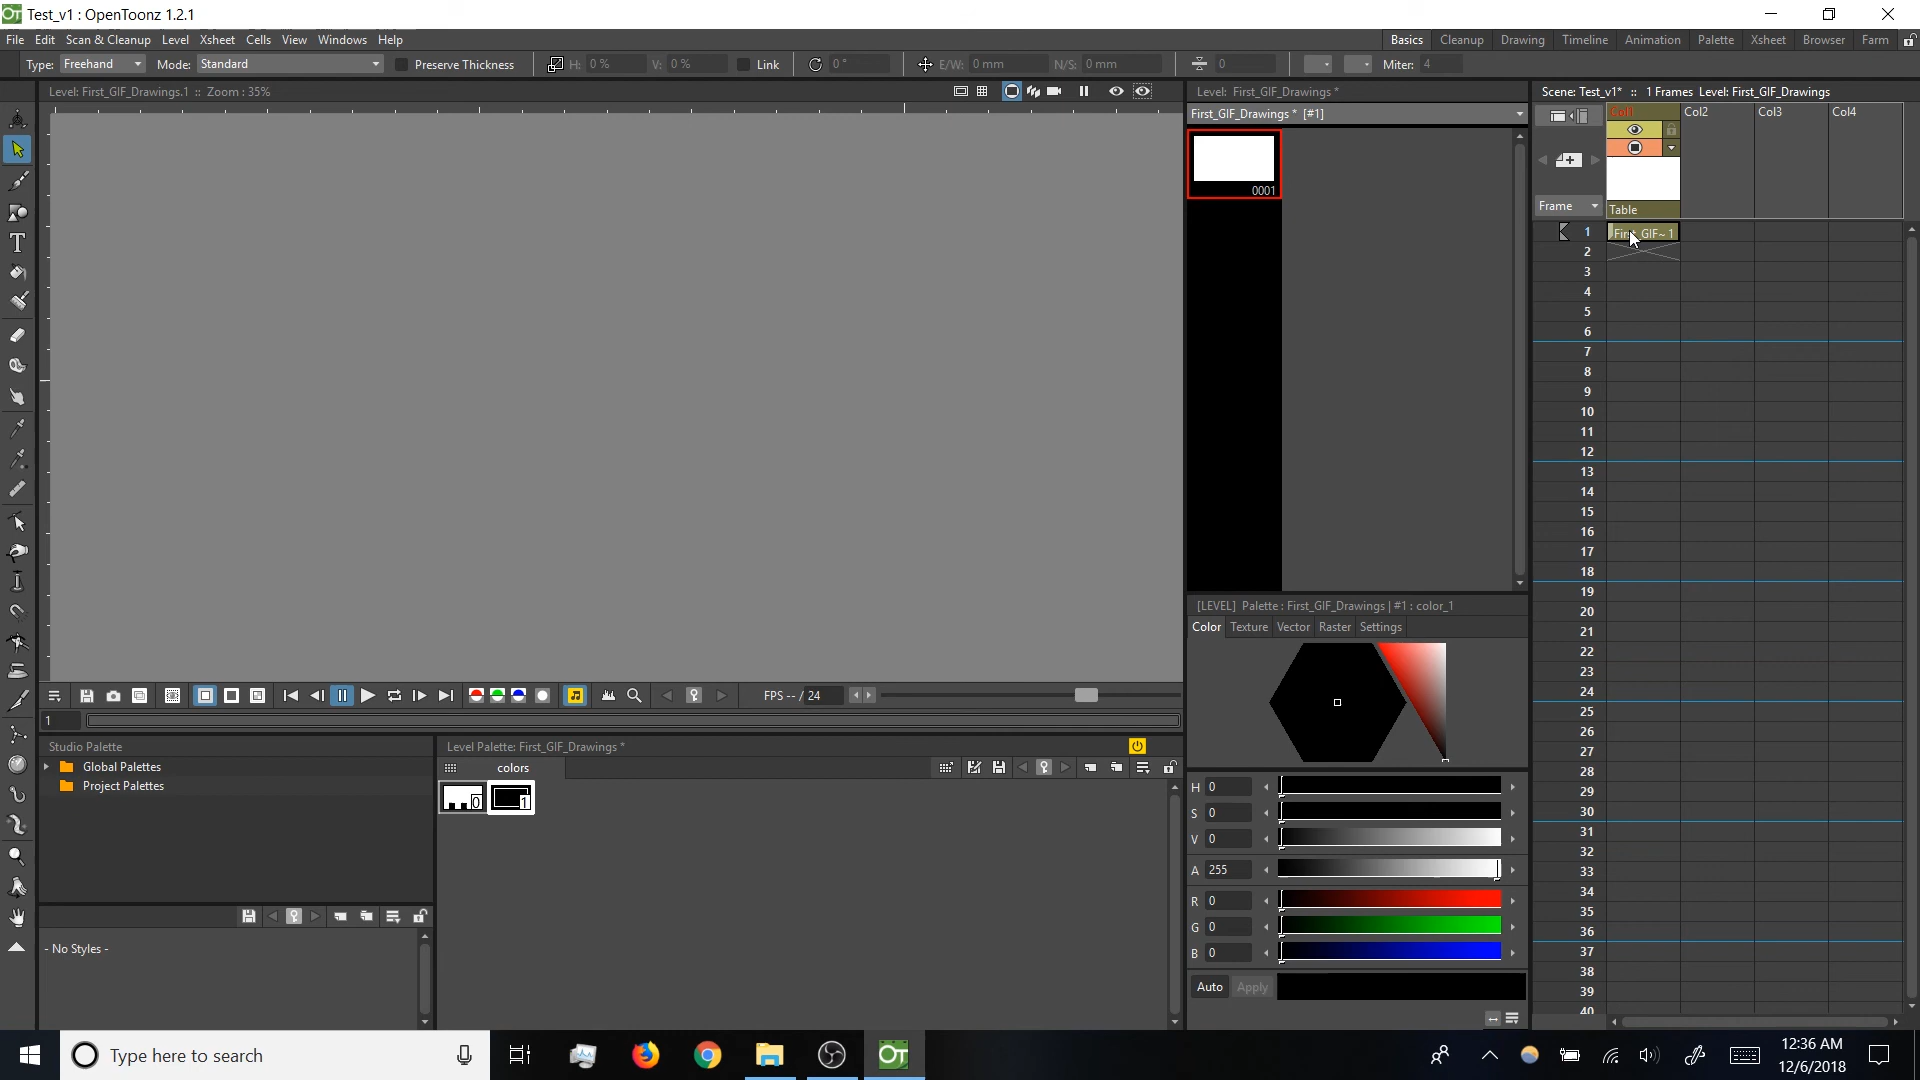 Test_v1 : OpenToonz 1.2.1
File Edit Scan & Cleanup Level Xsheet Cells View Windows Help
Basics Cleanup Drawing Timeline Animation Palette Xsheet Browser Farm
Type: Freehand Mode: Standard Preserve Thickness H: 0 % V: 0 % Link 0 ° E/W: 0 mm N/S: 0 mm 0 Miter: 4
Level: First_GIF_Drawings.1 :: Zoom : 35%
Level: First_GIF_Drawings *
First_GIF_Drawings * [#1]
0001
Scene: Test_v1* :: 1 Frames Level: First_GIF_Drawings
Col1 Col2 Col3 Col4
Frame
Table
1 First_GIF~ 1
2
3
4
5
6
7
8
9
10
11
12
13
14
15
16
17
18
19
20
21
22
23
24
25
26
27
28
29
30
31
32
33
34
35
36
37
38
39
40
[LEVEL] Palette : First_GIF_Drawings | #1 : color_1
Color Texture Vector Raster Settings
H 0
S 0
V 0
A 255
R 0
G 0
B 0
Auto Apply
FPS -- / 24
1
Studio Palette
Global Palettes
Project Palettes
- No Styles -
Level Palette: First_GIF_Drawings *
colors
0 1
Type here to search
OT
12:36 AM
12/6/2018